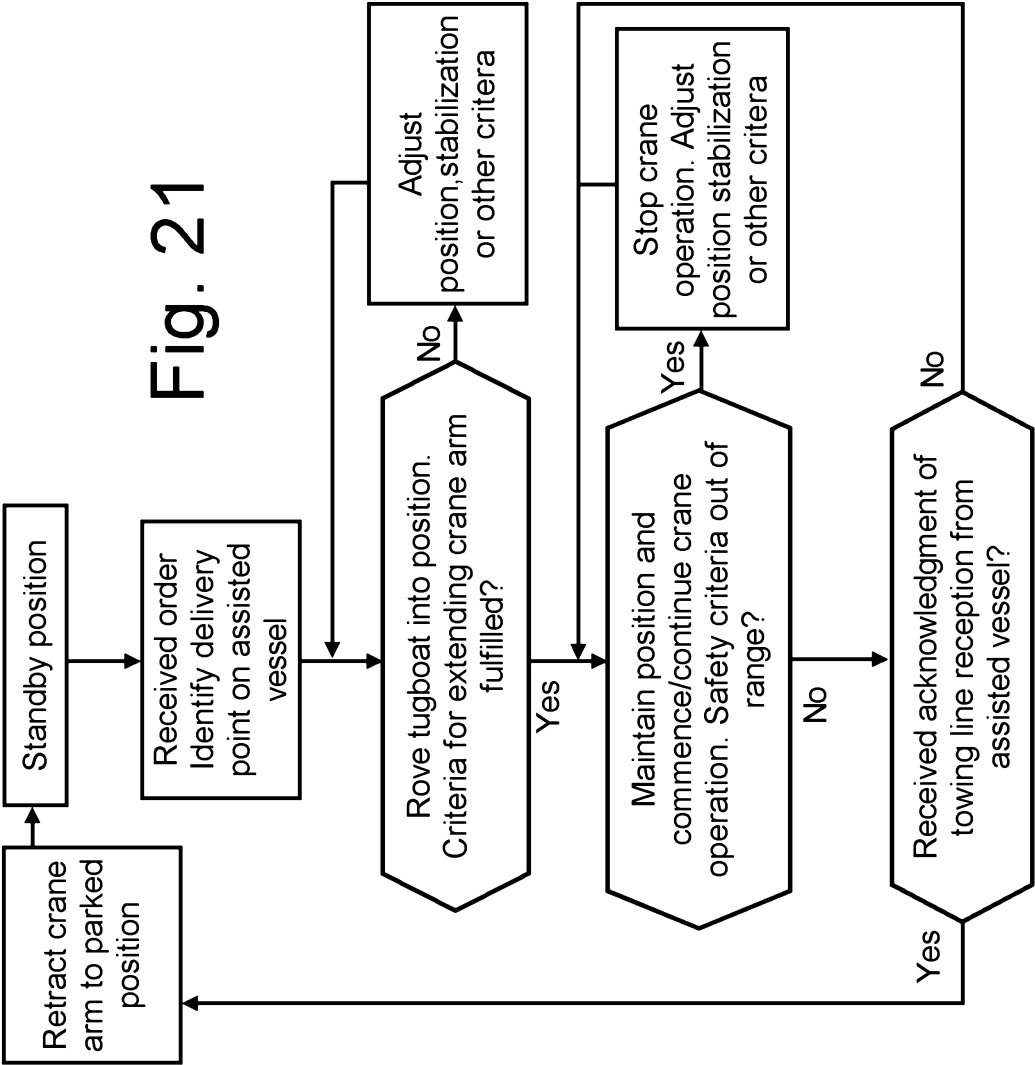 Fig. 21
Retract crane
arm to parked
position
Standby position
Received order
Identify delivery
point on assisted
vessel
Rove tugboat into position.
Criteria for extending crane arm
fulfilled?
No
Adjust
position,stabilization
or other critera
Yes
Maintain position and
commence/continue crane
operation. Safety criteria out of
range?
Yes
Stop crane
operation. Adjust
position stabilization
or other critera
No
Received acknowledgment of
towing line reception from
assisted vessel?
No
Yes